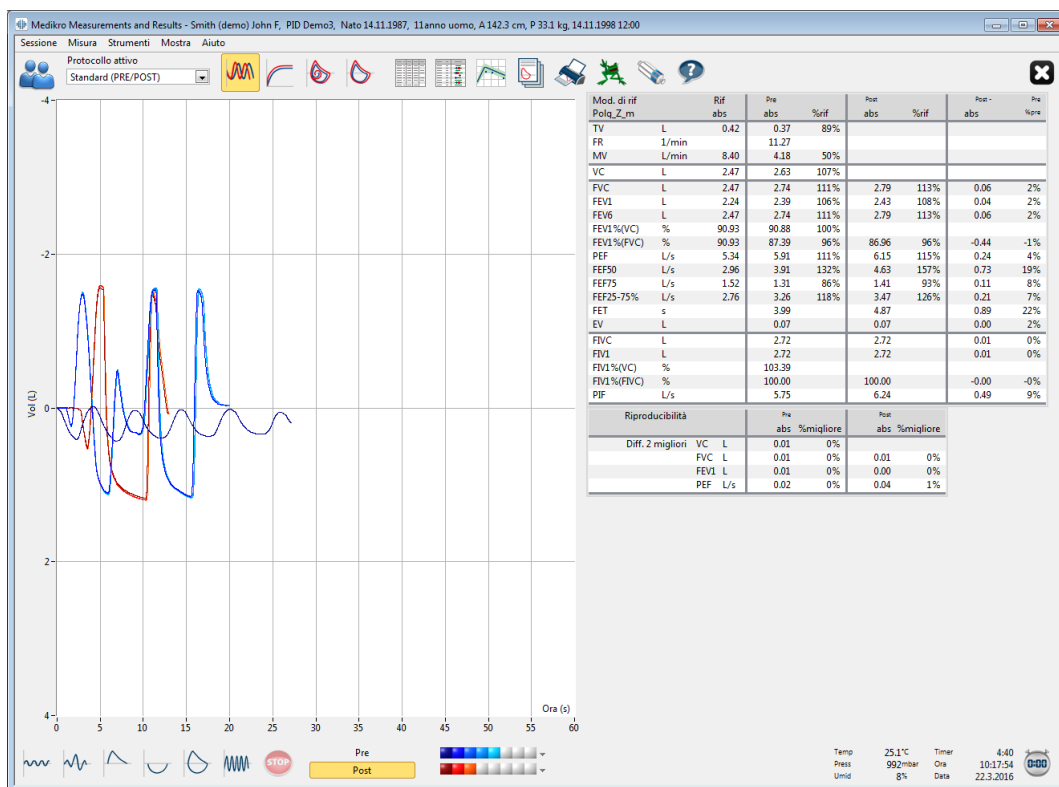 Medikro Measurements and Results - Smith (demo) John F, PID Demo3, Nato 14.11.1987, 11anno uomo, A 142.3 cm, P 33.1 kg, 14.11.1998 12:00
Sessione Misura Strumenti Mostra Aiuto
Protocollo attivo
Standard (PRE/POST)
Mod. di rif Rif Pre Post Post - Pre
Polg_Z_m abs abs %rif abs %rif abs %pre
TV L 0.42 0.37 89%
FR 1/min 11.27
MV L/min 8.40 4.18 50%
VC L 2.47 2.63 107%
FVC L 2.47 2.74 111% 2.79 113% 0.06 2%
FEV1 L 2.24 2.39 106% 2.43 108% 0.04 2%
FEV6 L 2.47 2.74 111% 2.79 113% 0.06 2%
FEV1%(VC) % 90.93 90.88 100%
FEV1%(FVC) % 90.93 87.39 96% 86.96 96% -0.44 -1%
PEF L/s 5.34 5.91 111% 6.15 115% 0.24 4%
FEF50 L/s 2.96 3.91 132% 4.63 157% 0.73 19%
FEF75 L/s 1.52 1.31 86% 1.41 93% 0.11 8%
FEF25-75% L/s 2.76 3.26 118% 3.47 126% 0.21 7%
FET s 3.99 4.87 0.89 22%
EV L 0.07 0.07 0.00 2%
FIVC L 2.72 2.72 0.01 0%
FIV1 L 2.72 2.72 0.01 0%
FIV1%(VC) % 103.39
FIV1%(FIVC) % 100.00 100.00 -0.00 -0%
PIF L/s 5.75 6.24 0.49 9%
Riproducibilità Pre Post
abs %migliore abs %migliore
Diff. 2 migliori VC L 0.01 0%
FVC L 0.01 0% 0.01 0%
FEV1 L 0.01 0% 0.00 0%
PEF L/s 0.02 0% 0.04 1%
-4
-2
0
2
4
Vol (L)
Ora (s)
0 5 10 15 20 25 30 35 40 45 50 55 60
STOP
Pre
Post
Temp 25.1°C Timer 4:40
Press 992mbar Ora 10:17:54
Umid 8% Data 22.3.2016
0:00